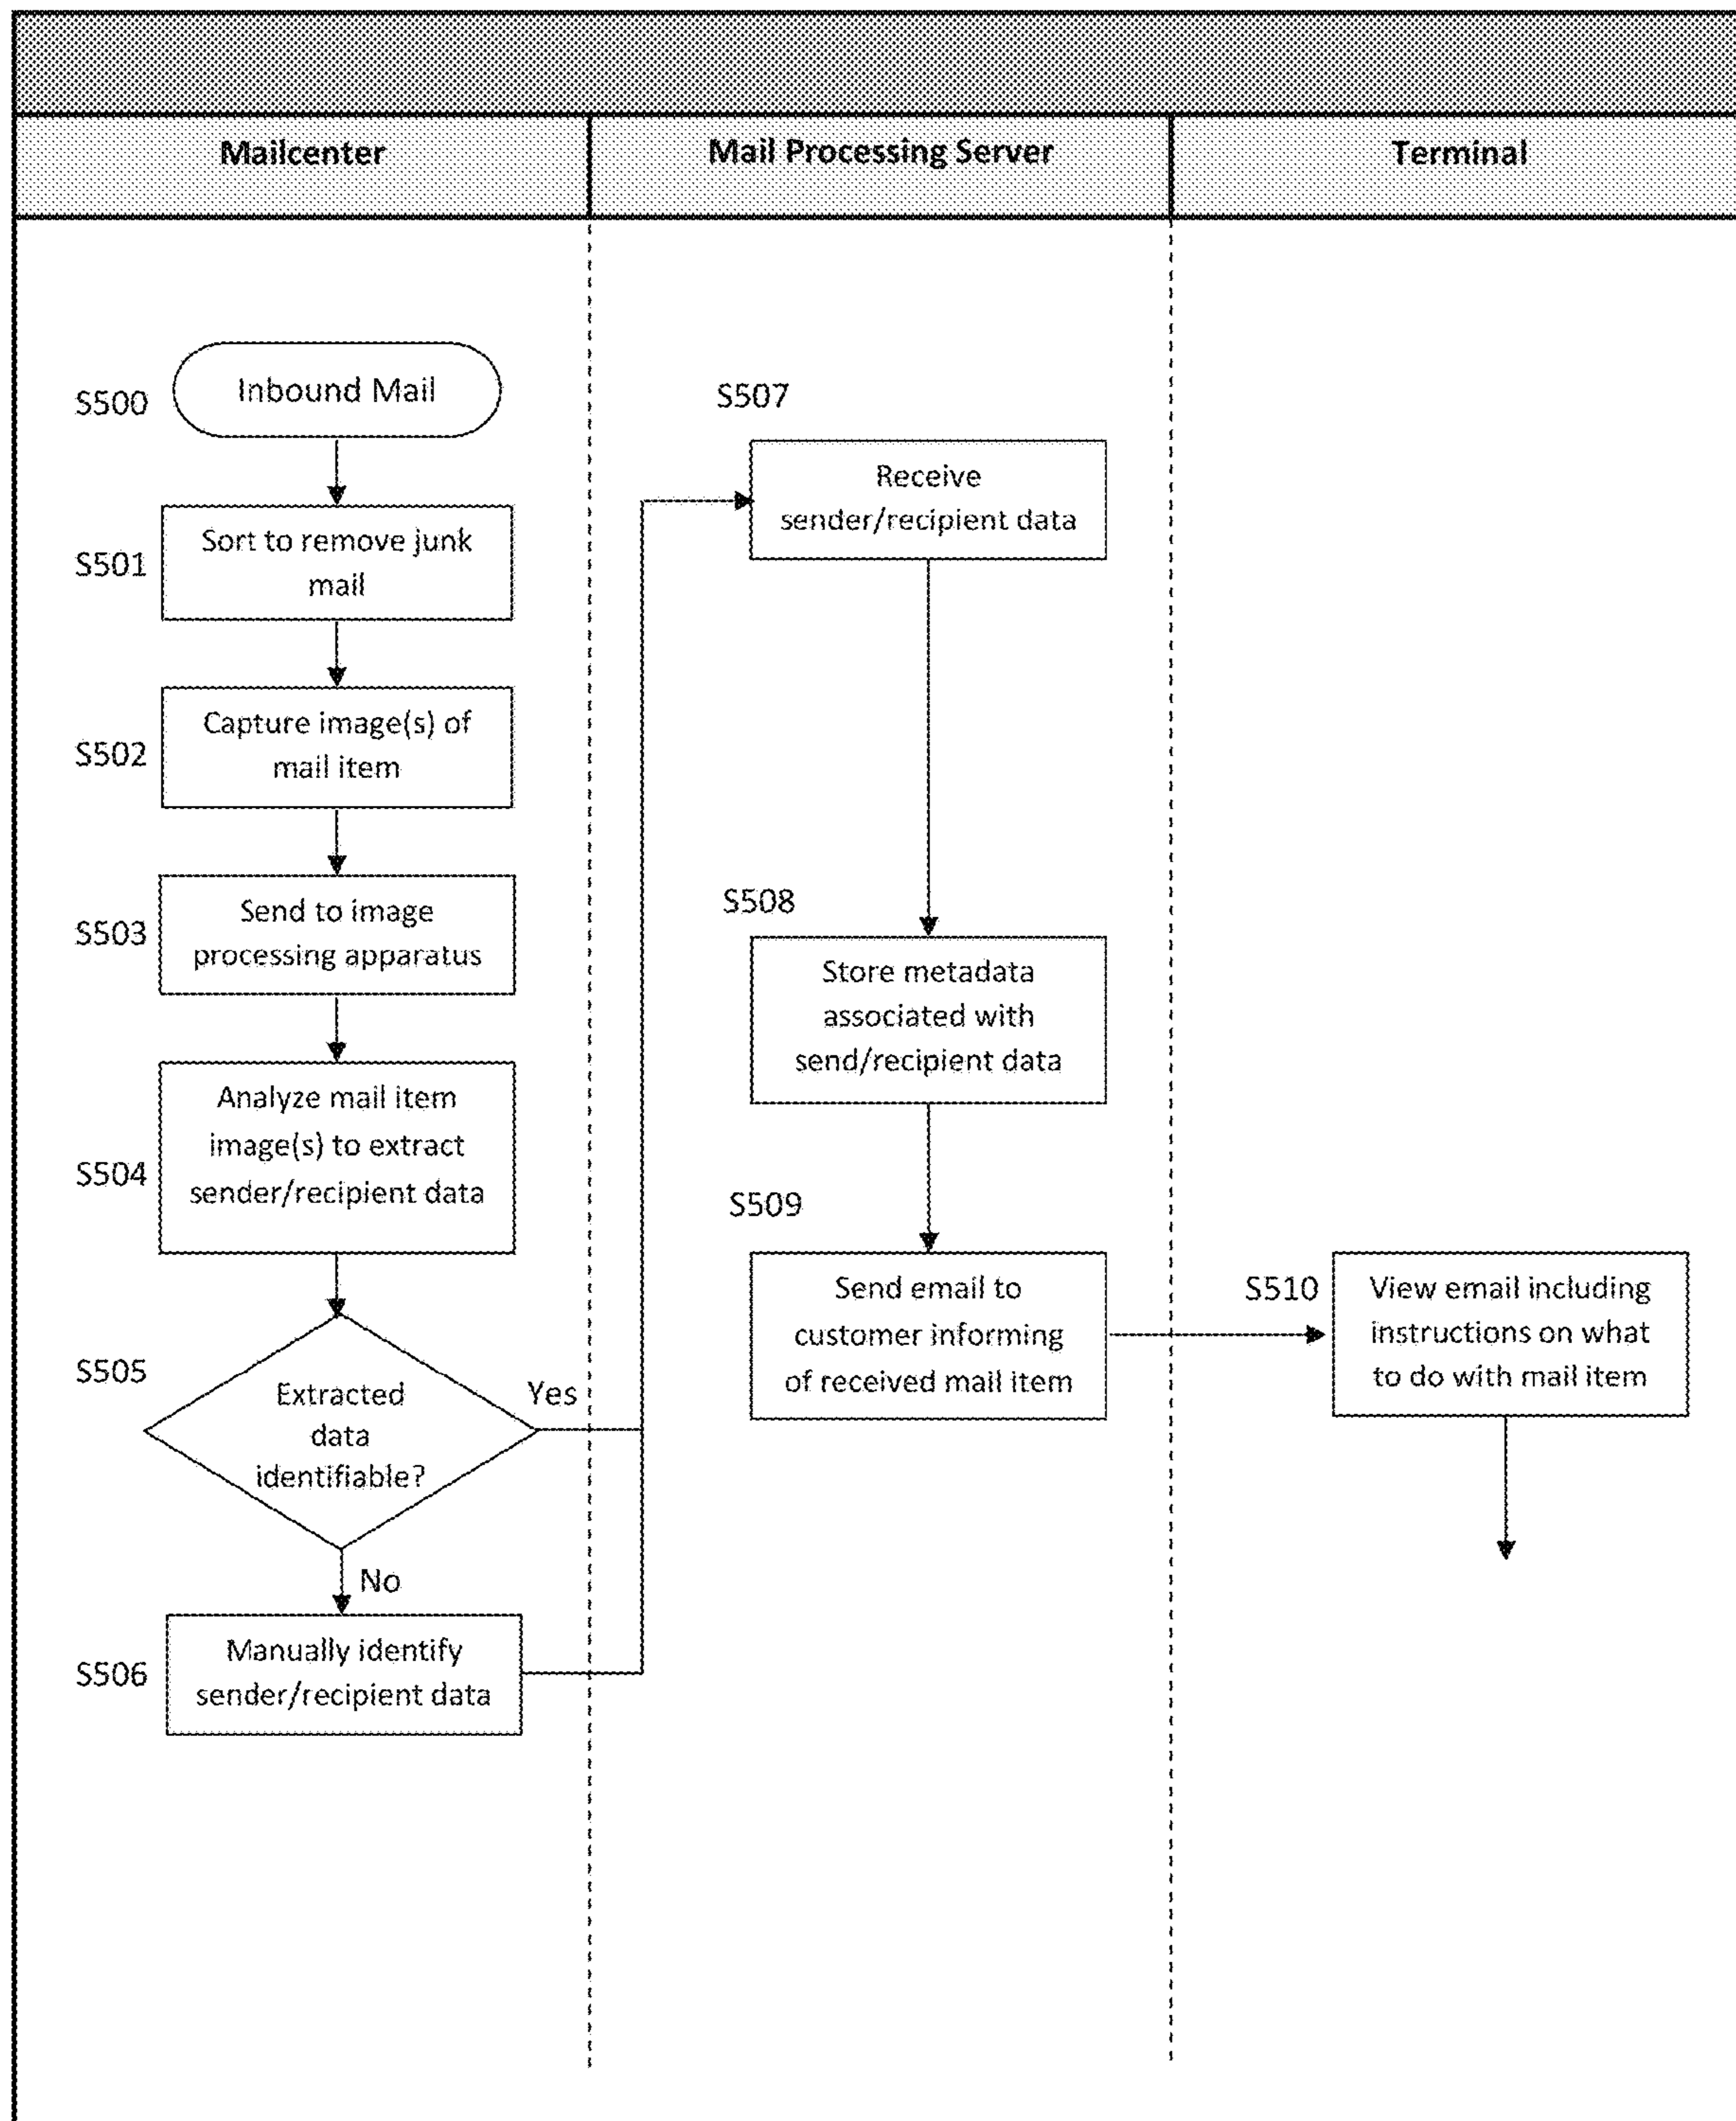 Mailcenter
Mail Processing Server
Terminal
S500
Inbound Mail
S501
Sort to remove junk
mail
S502
Capture image(s) of
mail item
S503
Send to image
processing apparatus
S504
Analyze mail item
image(s) to extract
sender/recipient data
S505
Extracted
data
identifiable?
Yes
No
S506
Manually identify
sender/recipient data
S507
Receive
sender/recipient data
S508
Store metadata
associated with
send/recipient data
S509
Send email to
customer informing
of received mail item
S510
View email including
instructions on what
to do with mail item